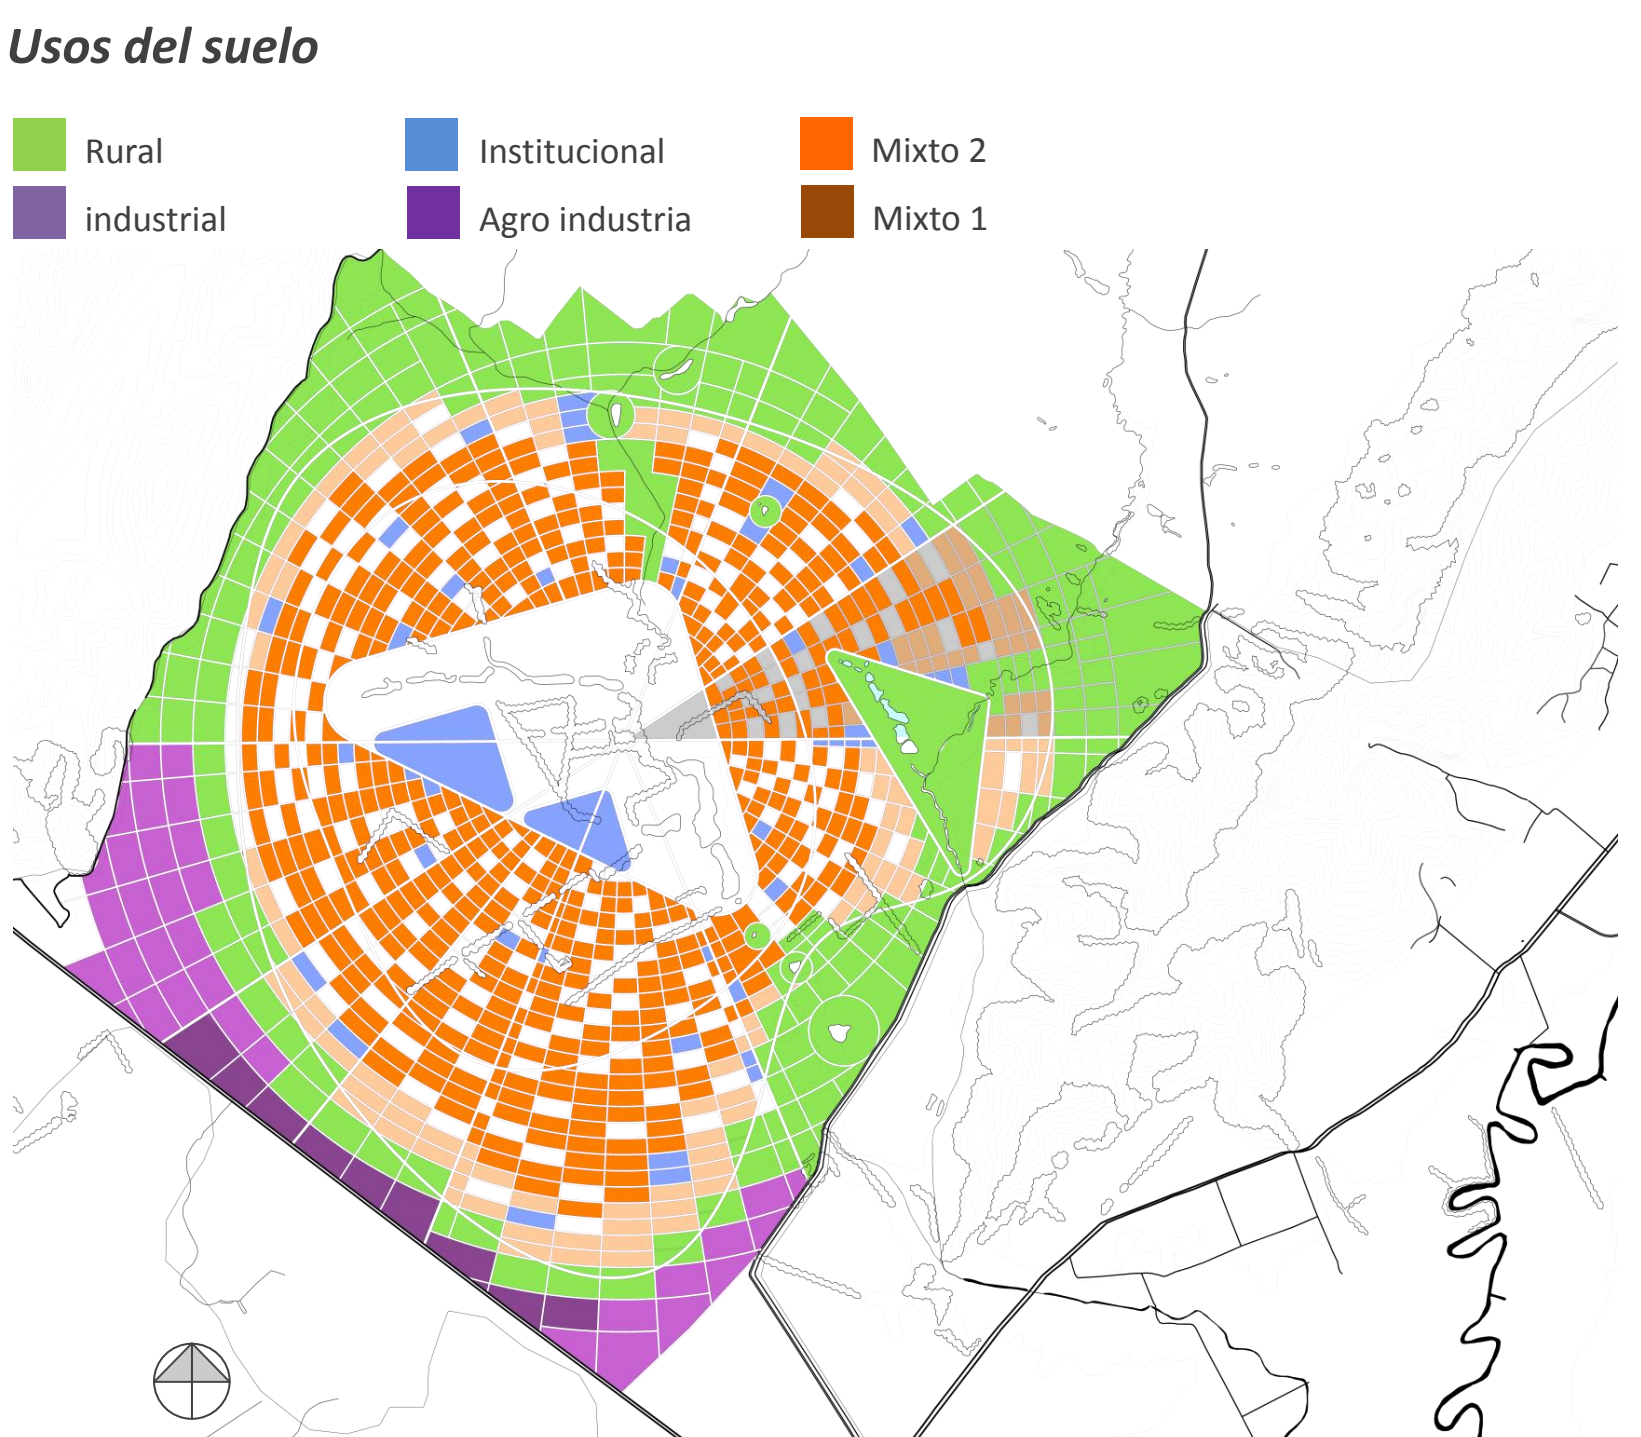 Usos del suelo
Rural
Institucional
Mixto 2
industrial
Agro industria
Mixto 1